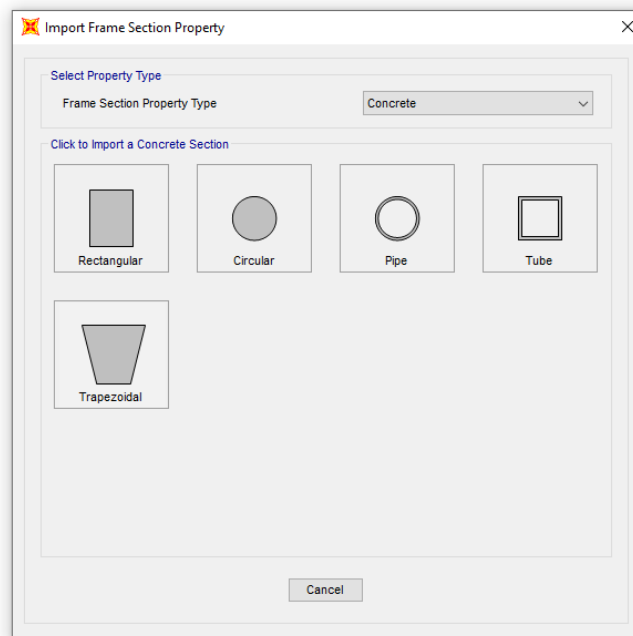 Import Frame Section Property
Select Property Type
Frame Section Property Type
Concrete
Click to Import a Concrete Section
Rectangular
Circular
Pipe
Tube
Trapezoidal
Cancel